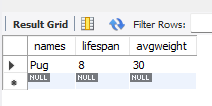 Result Grid Filter Rows:
names lifespan avgweight
Pug 8 30
NULL NULL NULL